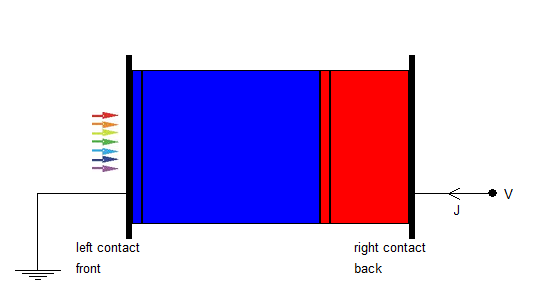 V
J
left contact
front
right contact
back